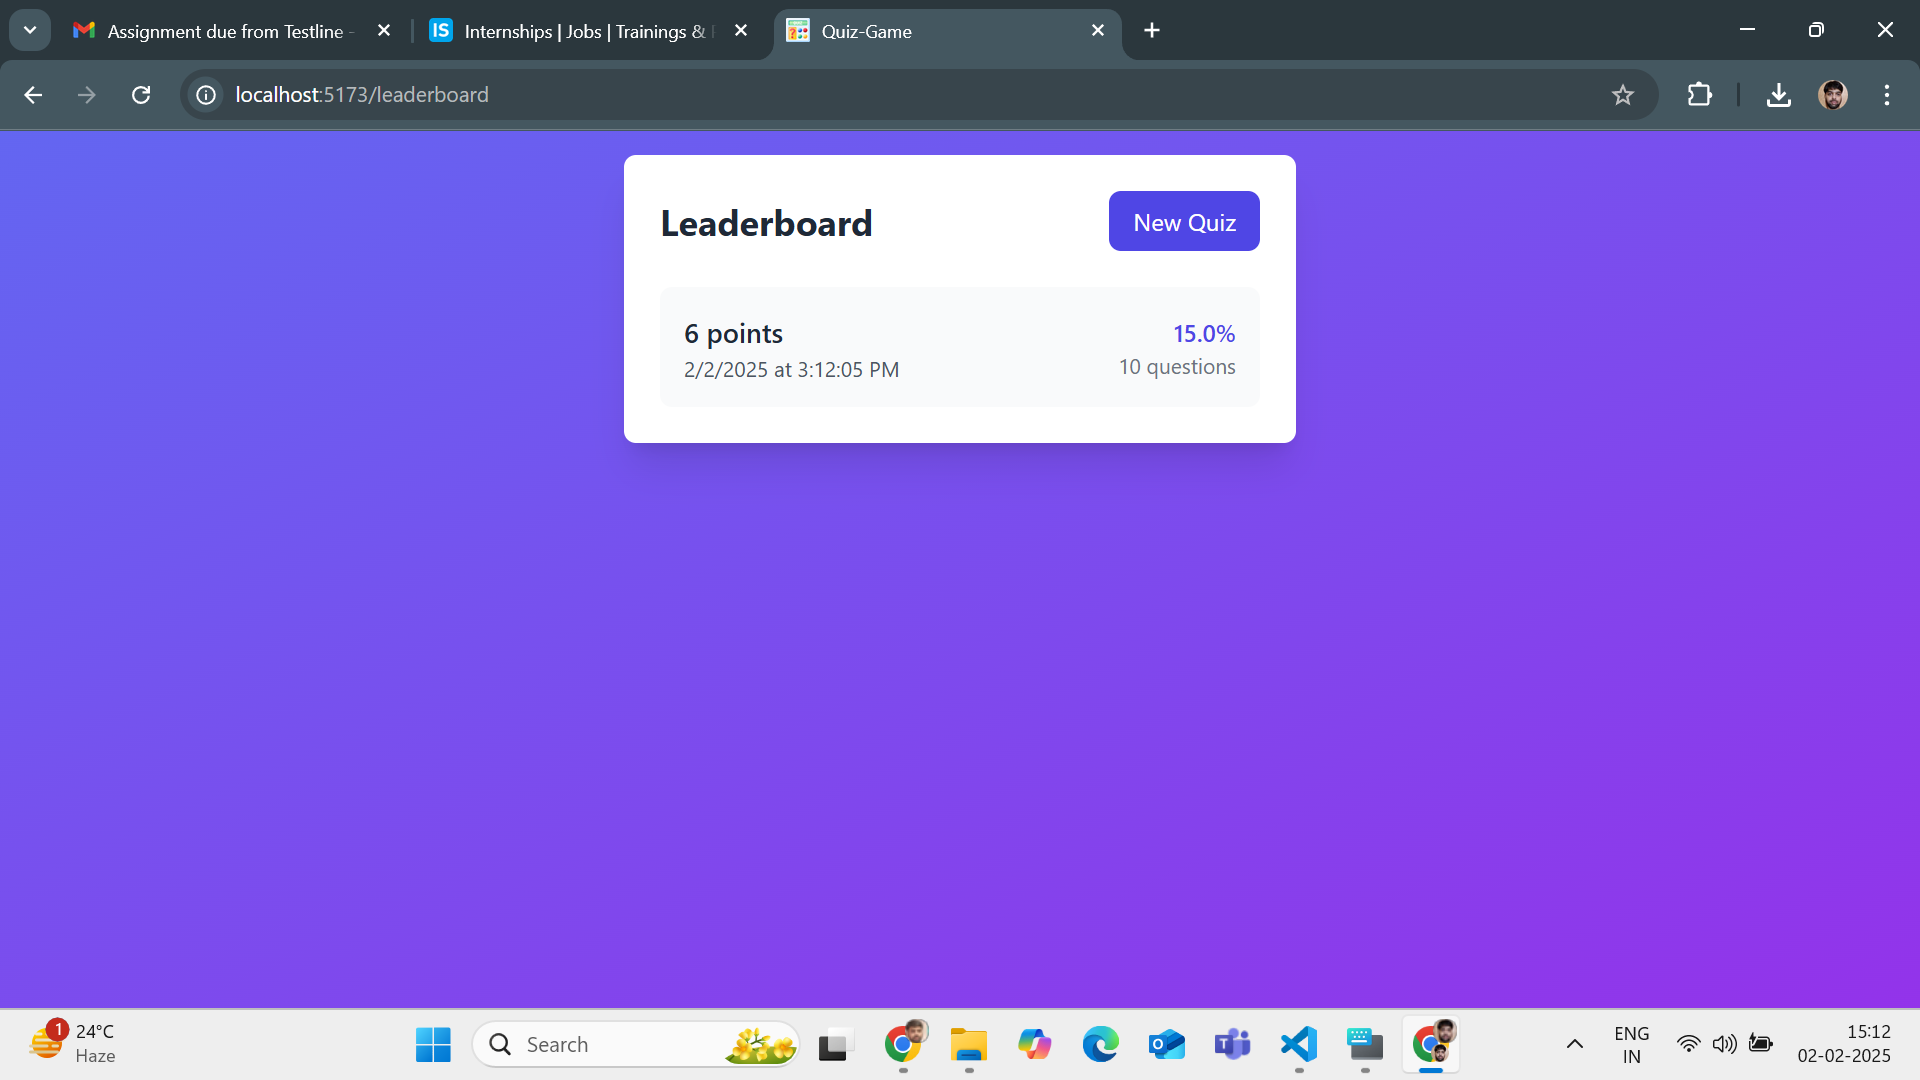 Assignment due from Testline -
IS
Internships | Jobs | Trainings &
Quiz-Game
localhost:5173/leaderboard
Leaderboard
New Quiz
6 points
15.0%
2/2/2025 at 3:12:05 PM
10 questions
1
24°C
Haze
Search
ENG
IN
15:12
02-02-2025